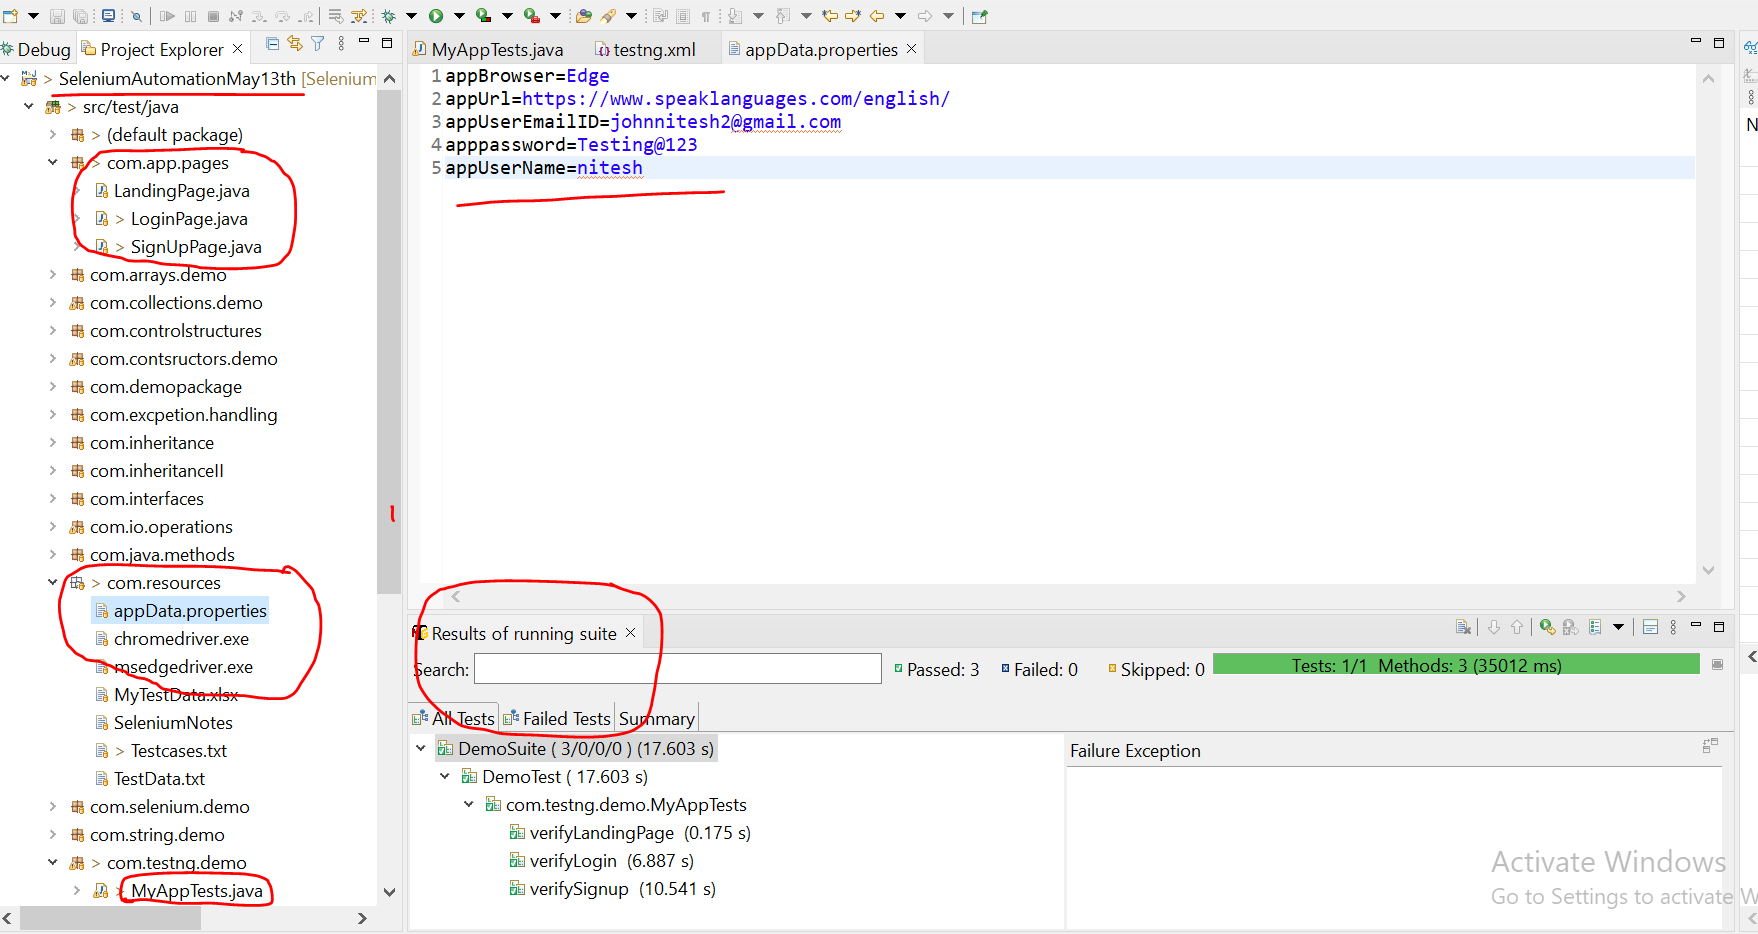 Debug
Project Explorer
MyAppTests.java
testng.xml
appData.properties
> SeleniumAutomationMay13th [Selenium
> src/test/java
> (default package)
> com.app.pages
LandingPage.java
> LoginPage.java
> SignUpPage.java
com.arrays.demo
com.collections.demo
com.controlstructures
com.contsructors.demo
com.demopackage
com.excpetion.handling
com.inheritance
com.inheritanceII
com.interfaces
com.io.operations
com.java.methods
> com.resources
appData.properties
chromedriver.exe
msedgedriver.exe
MyTestData.xlsx
SeleniumNotes
> Testcases.txt
TestData.txt
com.selenium.demo
com.string.demo
> com.testng.demo
> MyAppTests.java
1 appBrowser=Edge
2 appUrl=https://www.speaklanguages.com/english/
3 appUserEmailID=johnnitesh2@gmail.com
4 apppassword=Testing@123
5 appUserName=nitesh
N
Results of running suite
Search:
Passed: 3 Failed: 0 Skipped: 0
Tests: 1/1 Methods: 3 (35012 ms)
All Tests Failed Tests Summary
DemoSuite ( 3/0/0/0 ) (17.603 s)
DemoTest ( 17.603 s)
com.testng.demo.MyAppTests
verifyLandingPage (0.175 s)
verifyLogin (6.887 s)
verifySignup (10.541 s)
Failure Exception
Activate Windows
Go to Settings to activate W